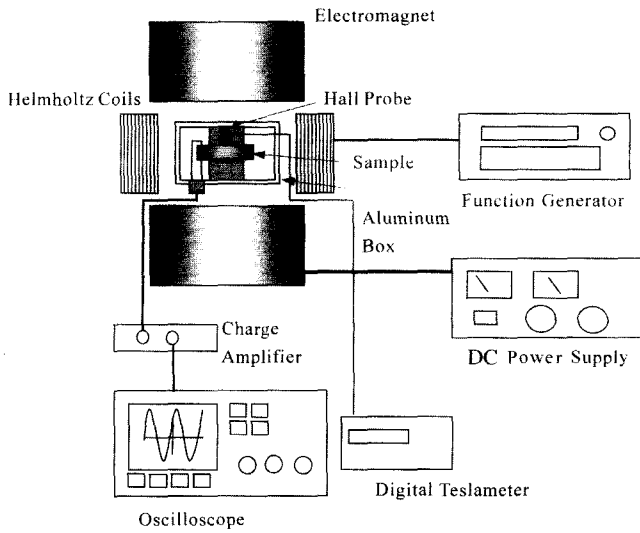 Electromagnet
Helmholtz Coils
Hall Probe
Sample
Function Generator
Aluminum
Box
Charge
Amplifier
DC Power Supply
Digital Teslameter
Oscilloscope